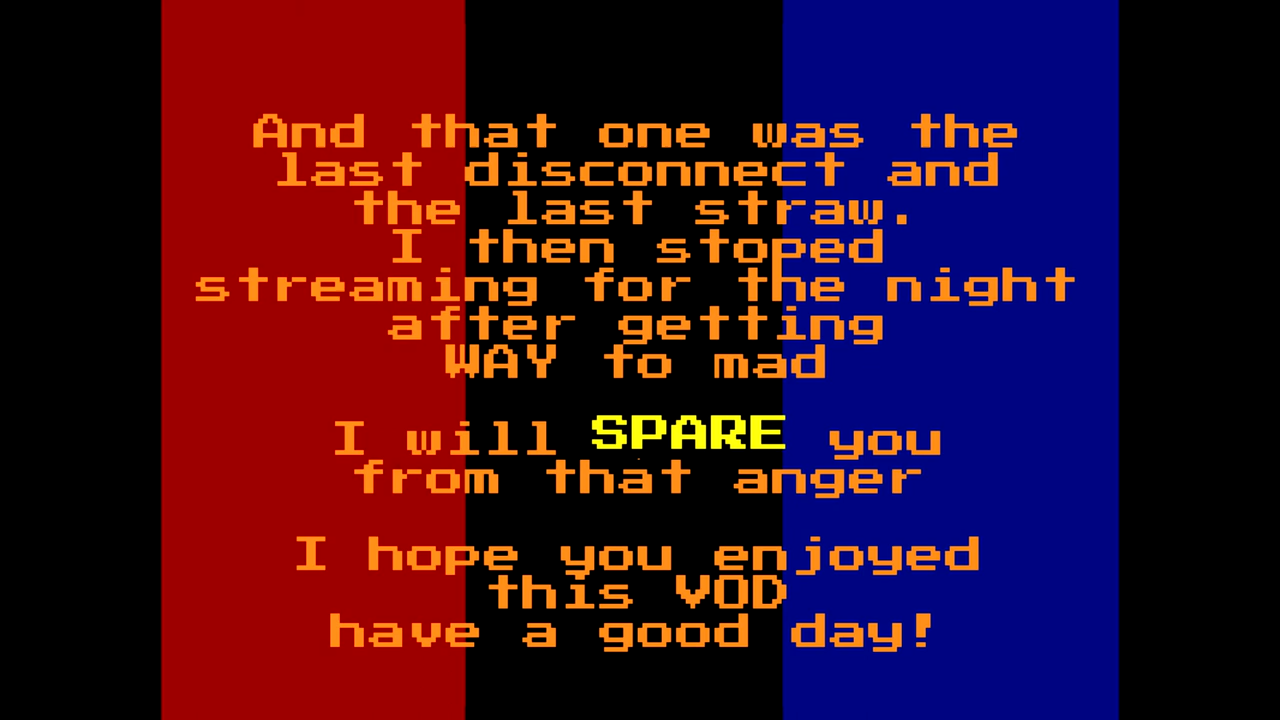 And that one was the
last disconnect and
the last straw.
I then stoped
streaming for the night
after getting
WAY to mad
I will SPARE you
from that anger
I hope you enjoyed
this VOD
have a good day!